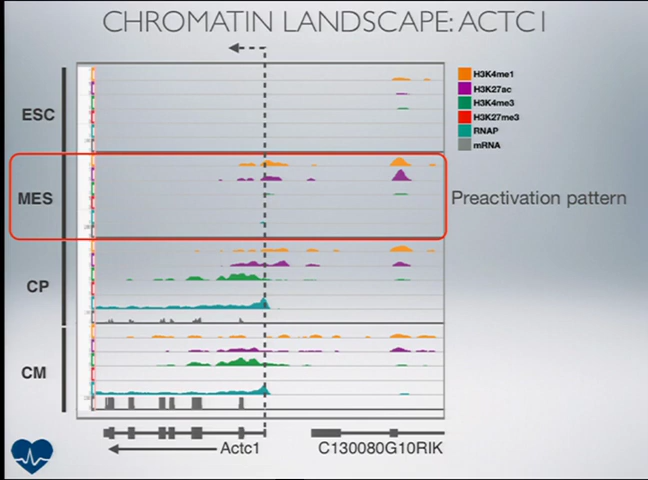 CHROMATIN LANDSCAPE: ACTC1
H3K4me1
H3K27ac
H3K4me3
H3K27me3
RNAP
mRNA
ESC
MES
Preactivation pattern
CP
CM
Actc1
C130080G10RIK